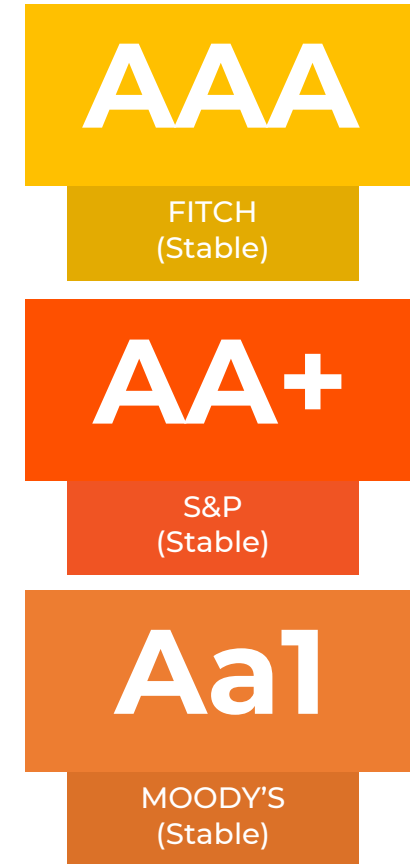 AAA
FITCH
(Stable)
AA+
S&P
(Stable)
Aa1
MOODY’S
(Stable)